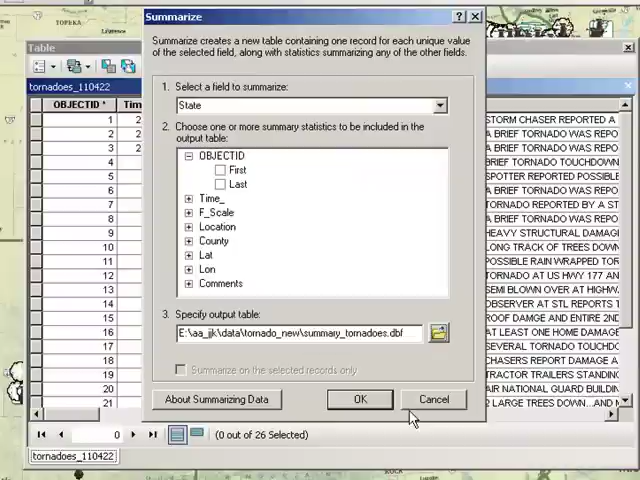 TOPEKA
Summarize
Summarize creates a new table containing one record for each unique
value of the selected field, along with statistics summarizing any of the other fields.
1. Select a field to summarize:
State
2. Choose one or more summary statistics to be included in the
output table:
OBJECTID
First
Last
Time_
F_Scale
Location
County
Lat
Lon
Comments
3. Specify output table:
E:\aa_jjk\data\tornado_new\summary_tornadoes.dbf
Summarize on the selected records only
About Summarizing Data
OK
Cancel
Table
tornadoes_110422
OBJECTID * Tim
1 2
2 2
3 2
4
5
6
7
8
9
10
11
12
13
14
15
16
17
18
19
20
21
STORM CHASER REPORTED A
A BRIEF TORNADO WAS REPO
A BRIEF TORNADO WAS REPO
TORNADO TOUCHDOWN
SPOTTER REPORTED POSSIBLE
A BRIEF TORNADO WAS REPO
TORNADO REPORTED BY A ST
A BRIEF TORNADO WAS REPO
HEAVY STRUCTURAL DAMAG
LONG TRACK OF TREES DOWN
POSSIBLE RAIN WRAPPED TOR
TORNADO AT US HWY 177 AN
SEMI BLOWN OVER AT HIGHW
OBSERVER AT STL REPORTS 1
ROOF DAMGE AND ENTIRE 2ND
AT LEAST ONE HOME DAMAGE
SEVERAL TORNADO TOUCHDO
CHASERS REPORT DAMAGE A
TRACTOR TRAILERS STANDING
AIR NATIONAL GUARD BUILDING
2 LARGE TREES DOWN...AND M
0 (0 out of 26 Selected)
tornadoes_110422